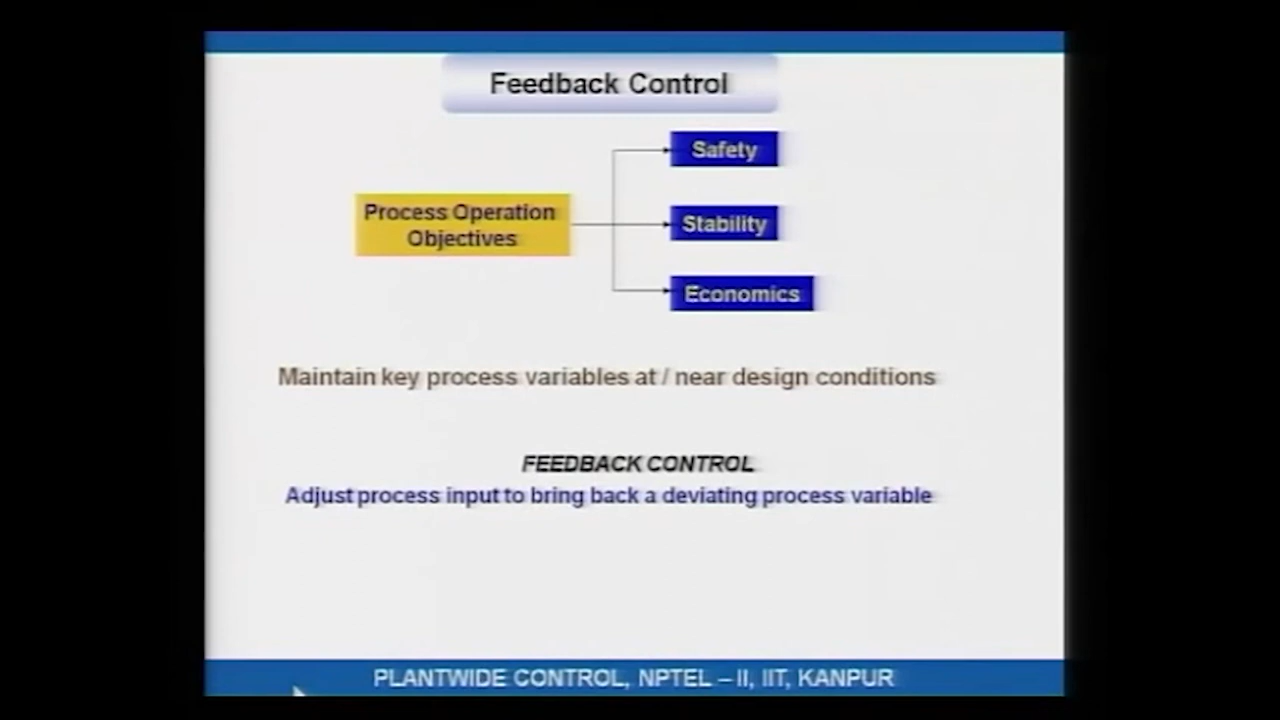 Feedback Control
Safety
Process Operation
Objectives
Stability
Economics
Maintain key process variables at / near design conditions
FEEDBACK CONTROL
Adjust process input to bring back a deviating process variable
PLANTWIDE CONTROL, NPTEL – II, IIT, KANPUR